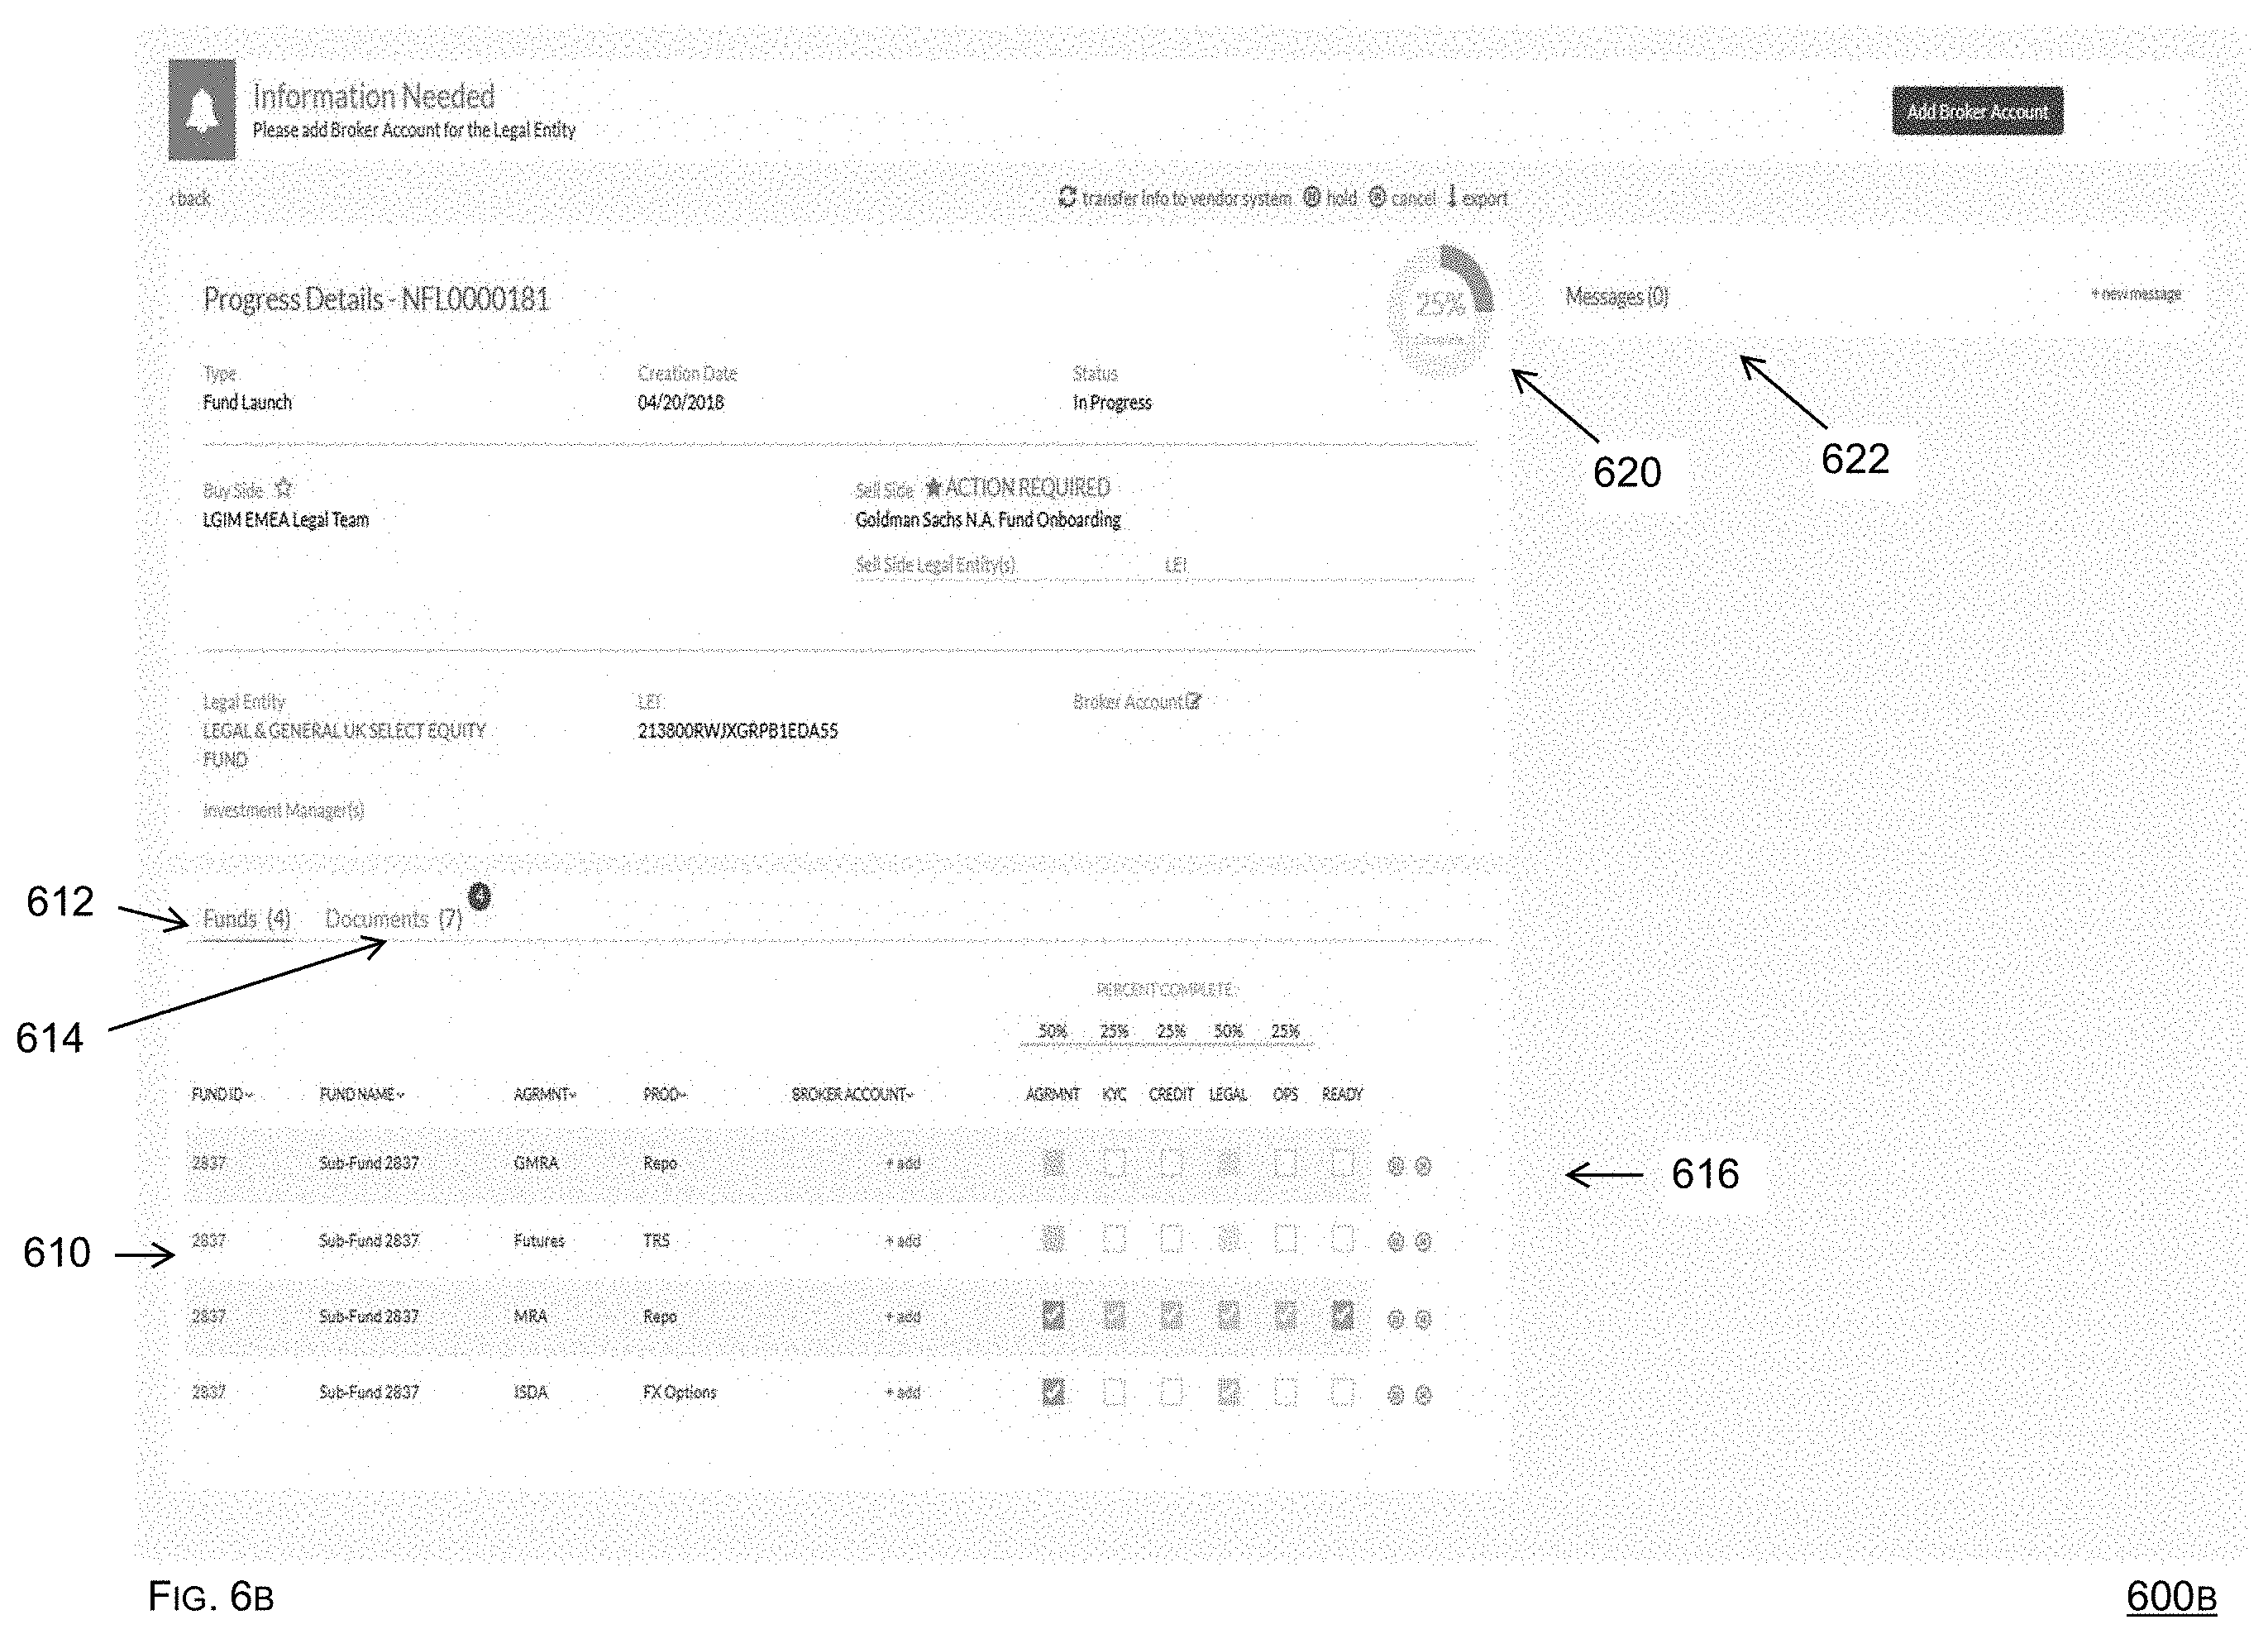 Information Needed
Please add Broker Account for the Legal Entity
Add Broker Account
‹ back
transfer info to vendor system hold cancel export
Progress Details - NFL0000181
25%
Messages (0)
+ new message
Type
Creation Date
Status
Fund Launch
04/20/2018
In Progress
620
622
Buy Side ☆
Sell Side ★ ACTION REQUIRED
LGIM EMEA Legal Team
Goldman Sachs N.A. Fund Onboarding
Sell Side Legal Entity(s) LEI
Legal Entity
LEI
Broker Account
LEGAL & GENERAL UK SELECT EQUITY
FUND
213800RWJXGRPB1EDA55
Investment Manager(s)
612
Funds (4) Documents (7) 4
614
PERCENT COMPLETE
50% 25% 25% 50% 25%
FUND ID FUND NAME AGRMNT PROD BROKER ACCOUNT AGRMNT KYC CREDIT LEGAL OPS READY
2837 Sub-Fund 2837 GMRA Repo + add
616
2837 Sub-Fund 2837 Futures TRS + add
610
2837 Sub-Fund 2837 MRA Repo + add
2837 Sub-Fund 2837 ISDA FX Options + add
FIG. 6B
600B